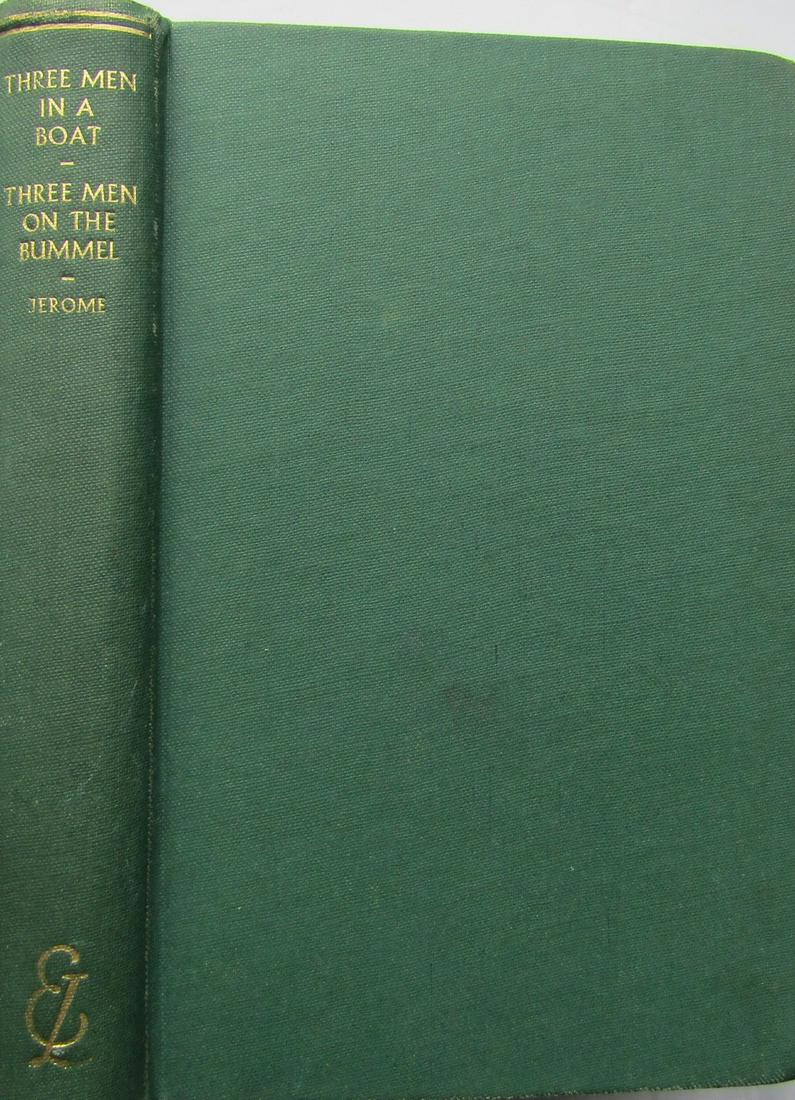 THREE MEN
IN A
BOAT
–
THREE MEN
ON THE
BUMMEL
–
JEROME
EL